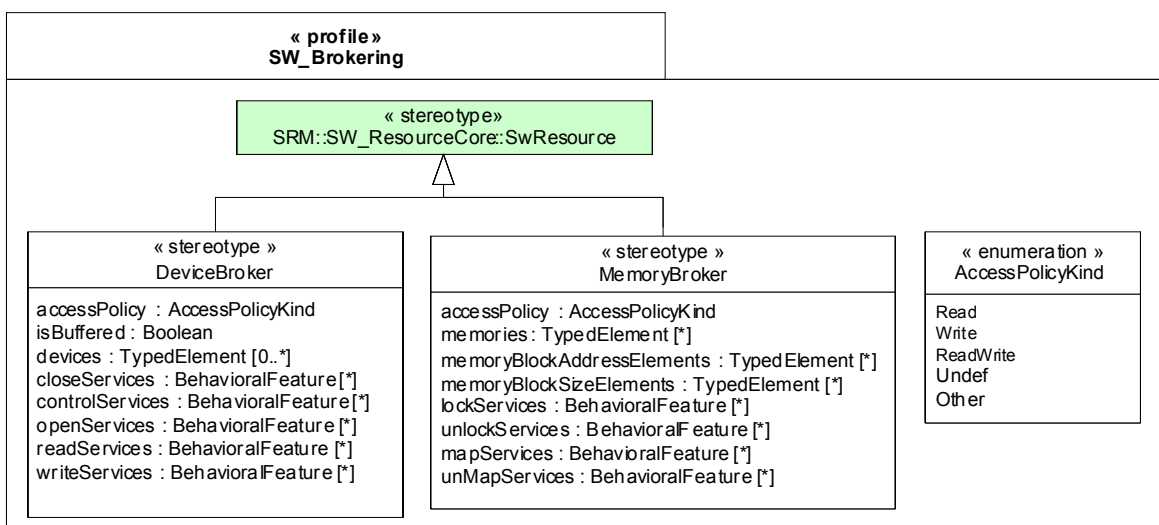 « profile»
SW_Brokering
« stereotype»
SRM::SW_ResourceCore::SwResource
« stereotype »
DeviceBroker
accessPolicy : AccessPolicyKind
isBuffered : Boolean
devices : TypedElement [0..*]
closeServices : BehavioralFeature[*]
controlServices : BehavioralFeature[*]
openServices : BehavioralFeature [*]
readServices : BehavioralFeature [*]
writeServices : BehavioralFeature [*]
« stereotype »
MemoryBroker
accessPolicy : AccessPolicyKind
memories : TypedElement [*]
memoryBlockAddressElements : TypedElement [*]
memoryBlockSizeElements : TypedElement [*]
lockServices : BehavioralFeature [*]
unlockServices : BehavioralFeature [*]
mapServices : BehavioralFeature [*]
unMapServices : BehavioralFeature [*]
« enumeration »
AccessPolicyKind
Read
Write
ReadWrite
Undef
Other